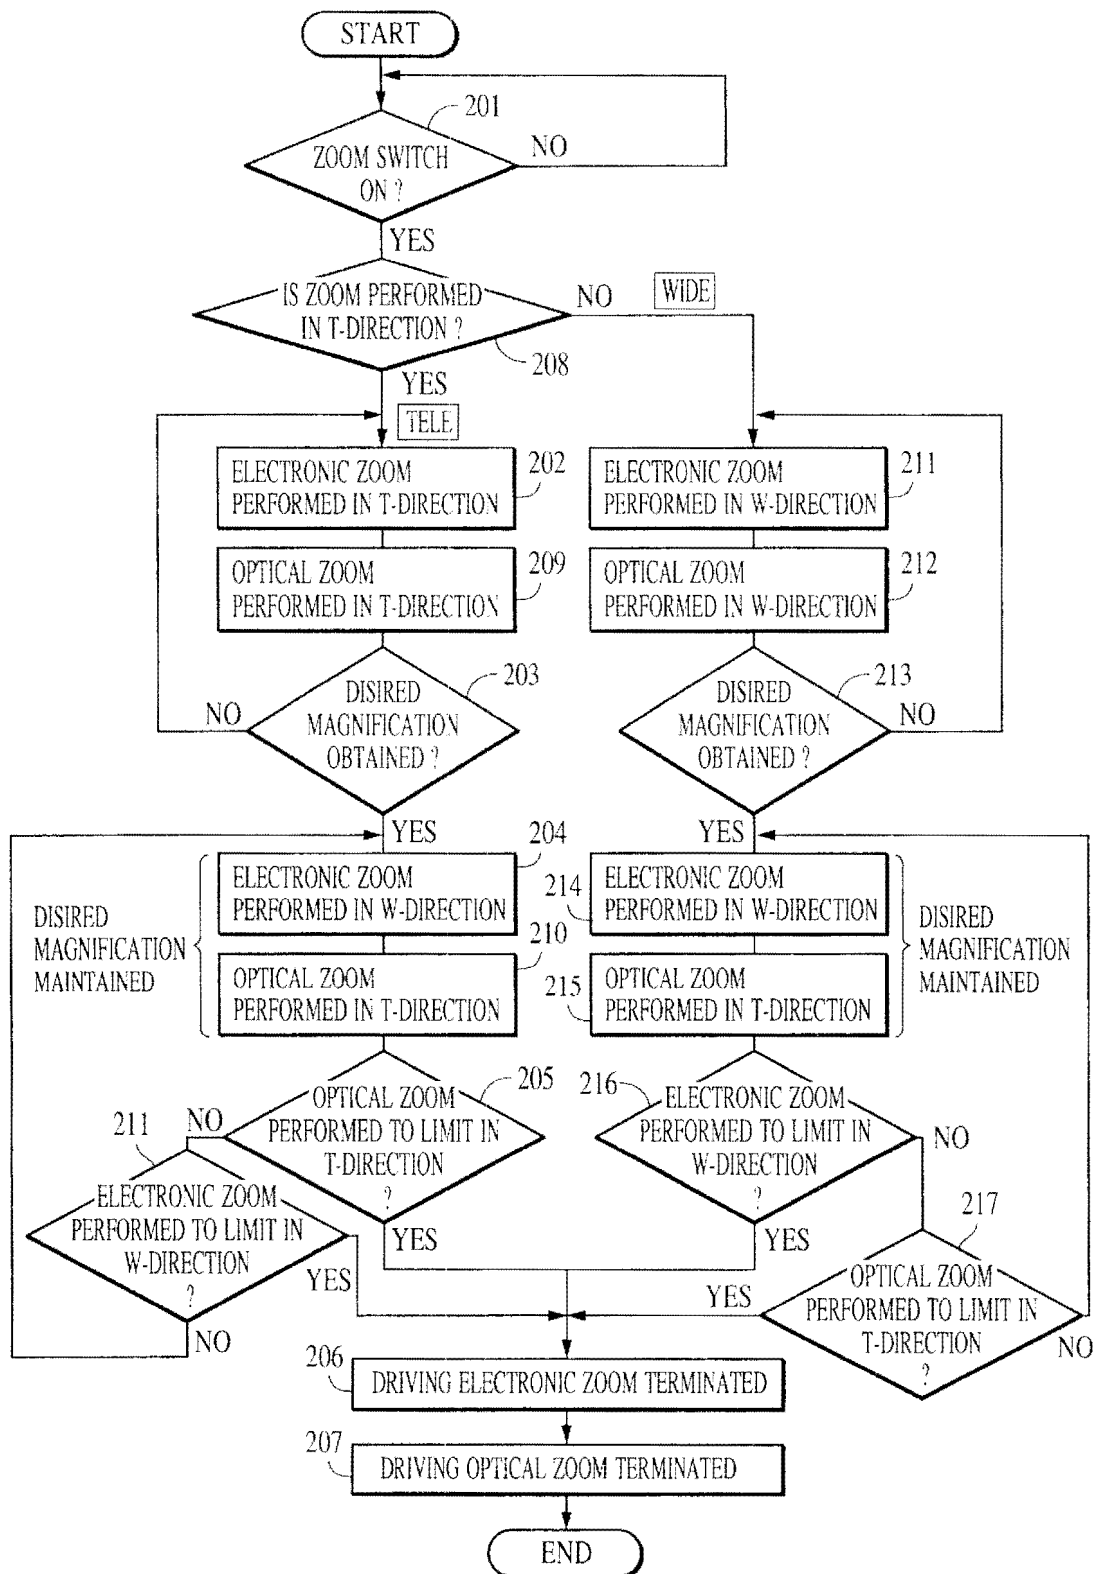 START
201
ZOOM SWITCH
ON ?
NO
YES
IS ZOOM PERFORMED
IN T-DIRECTION ?
NO
WIDE
208
YES
TELE
ELECTRONIC ZOOM
PERFORMED IN T-DIRECTION
202
ELECTRONIC ZOOM
PERFORMED IN W-DIRECTION
211
OPTICAL ZOOM
PERFORMED IN T-DIRECTION
209
OPTICAL ZOOM
PERFORMED IN W-DIRECTION
212
203
DISIRED
MAGNIFICATION
OBTAINED ?
NO
YES
213
DISIRED
MAGNIFICATION
OBTAINED ?
NO
YES
204
ELECTRONIC ZOOM
PERFORMED IN W-DIRECTION
214
ELECTRONIC ZOOM
PERFORMED IN W-DIRECTION
DISIRED
MAGNIFICATION
MAINTAINED
DISIRED
MAGNIFICATION
MAINTAINED
210
OPTICAL ZOOM
PERFORMED IN T-DIRECTION
215
OPTICAL ZOOM
PERFORMED IN T-DIRECTION
205
OPTICAL ZOOM
PERFORMED TO LIMIT IN
T-DIRECTION
?
NO
YES
216
ELECTRONIC ZOOM
PERFORMED TO LIMIT IN
W-DIRECTION
?
NO
YES
211
ELECTRONIC ZOOM
PERFORMED TO LIMIT IN
W-DIRECTION
?
YES
NO
217
OPTICAL ZOOM
PERFORMED TO LIMIT IN
T-DIRECTION
?
YES
NO
206
DRIVING ELECTRONIC ZOOM TERMINATED
207
DRIVING OPTICAL ZOOM TERMINATED
END